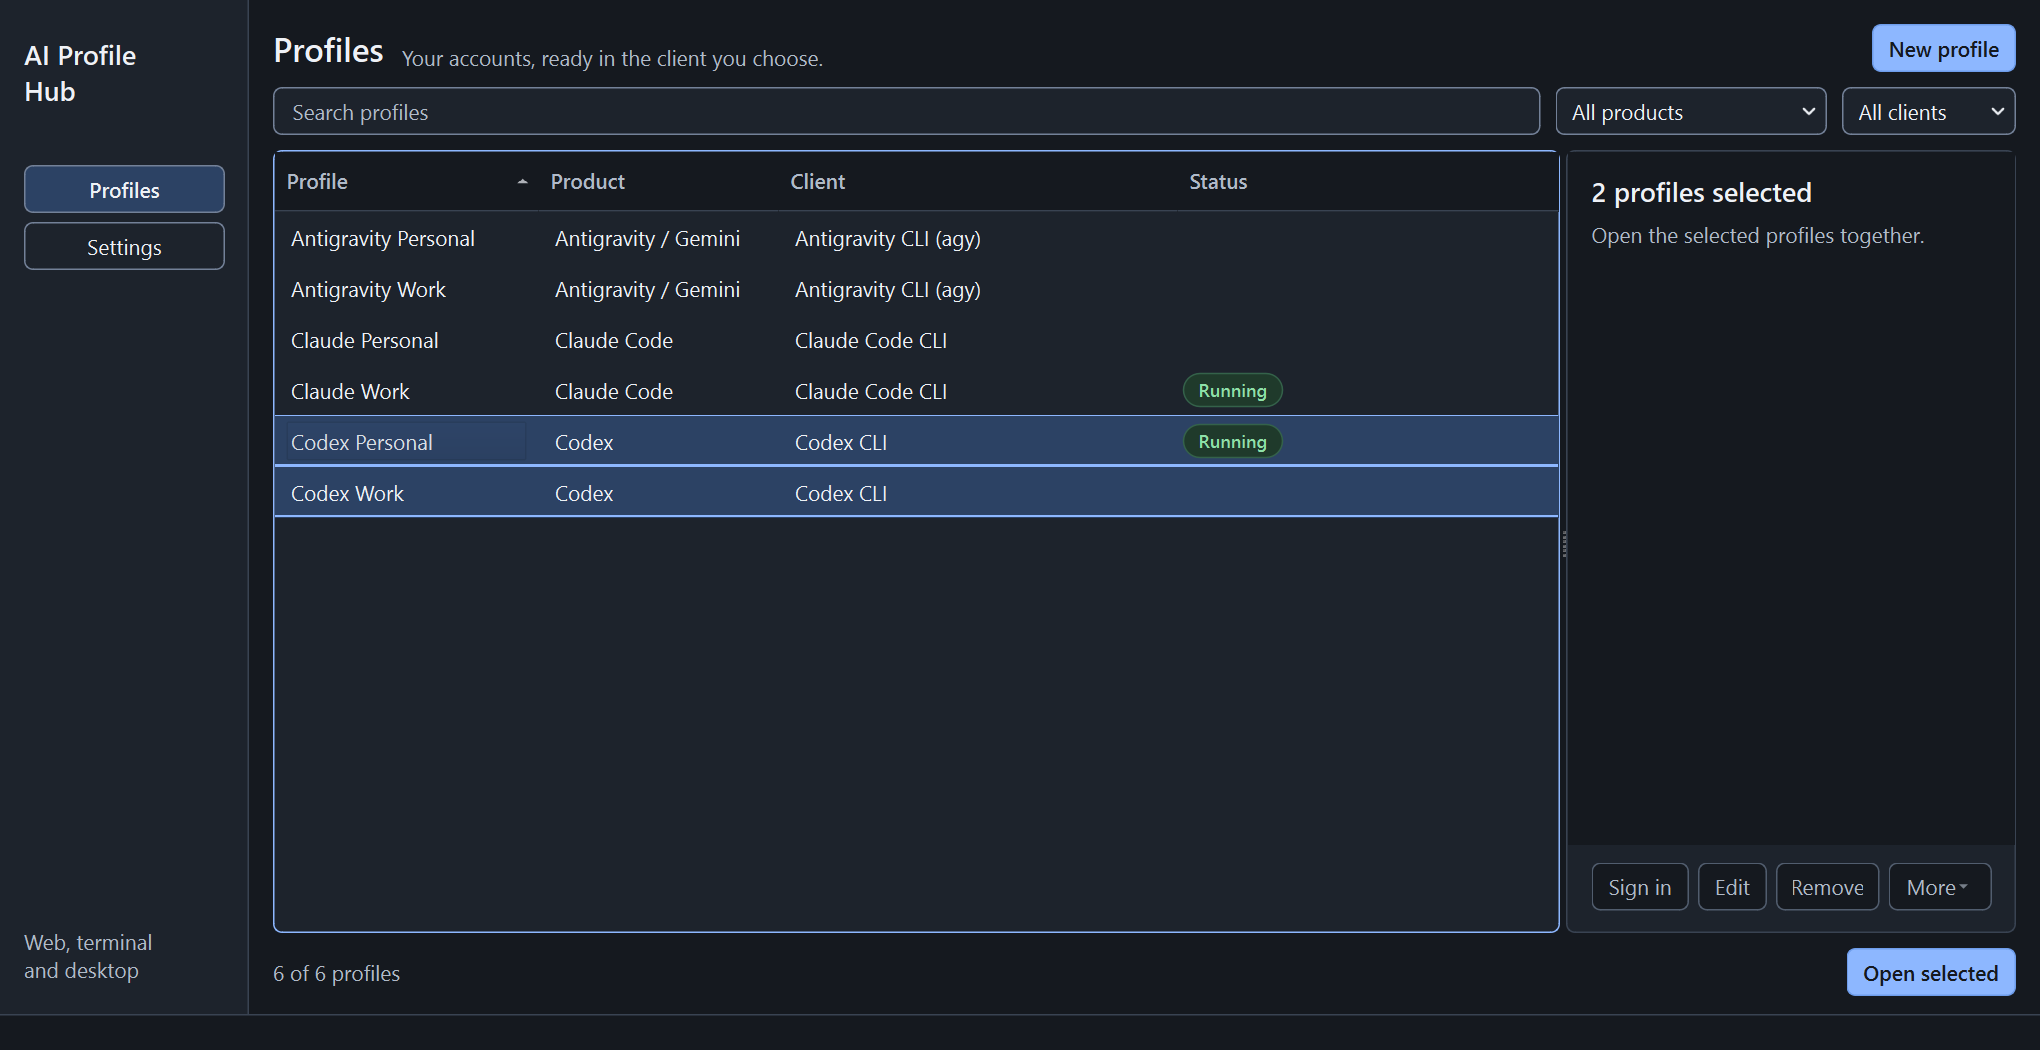 AI Profile
Hub
Profiles
Settings
Web, terminal
and desktop
Profiles Your accounts, ready in the client you choose.
New profile
Search profiles
All products
All clients
Profile Product Client Status
Antigravity Personal Antigravity / Gemini Antigravity CLI (agy)
Antigravity Work Antigravity / Gemini Antigravity CLI (agy)
Claude Personal Claude Code Claude Code CLI
Claude Work Claude Code Claude Code CLI Running
Codex Personal Codex Codex CLI Running
Codex Work Codex Codex CLI
2 profiles selected
Open the selected profiles together.
Sign in Edit Remove More
6 of 6 profiles
Open selected